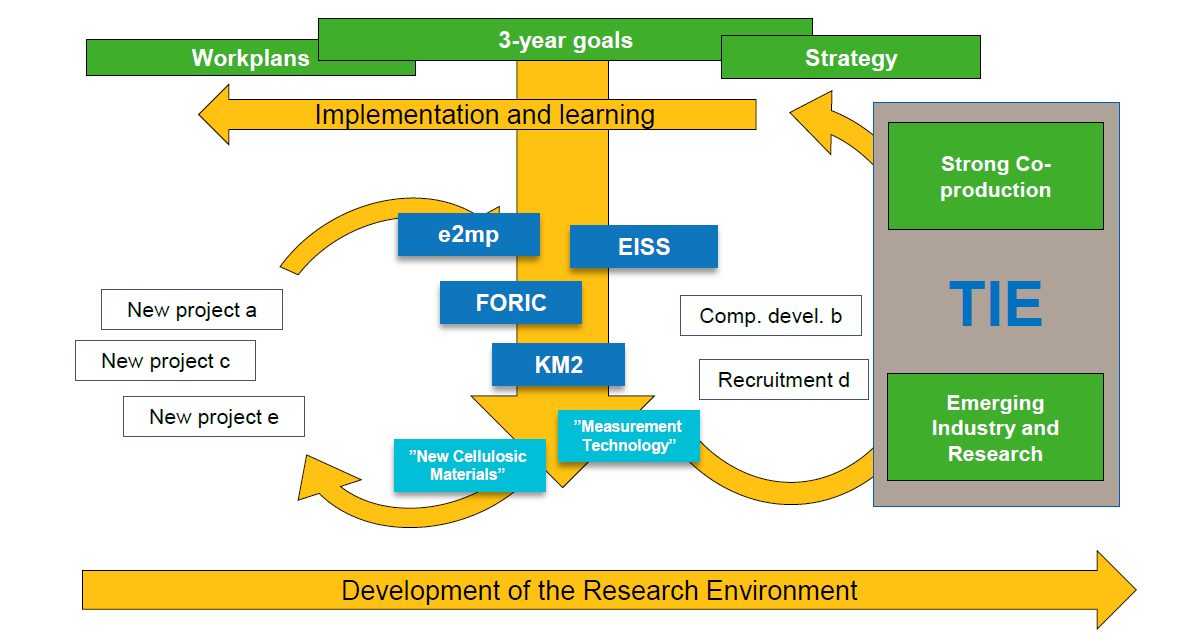 3-year goals
Workplans
Strategy
Implementation and learning
Strong Co-
production
e2mp
EISS
TIE
FORIC
New project a
Comp. devel. b
New project c
KM2
Recruitment d
New project e
Emerging
Industry and
Research
”Measurement
Technology”
”New Cellulosic
Materials”
Development of the Research Environment